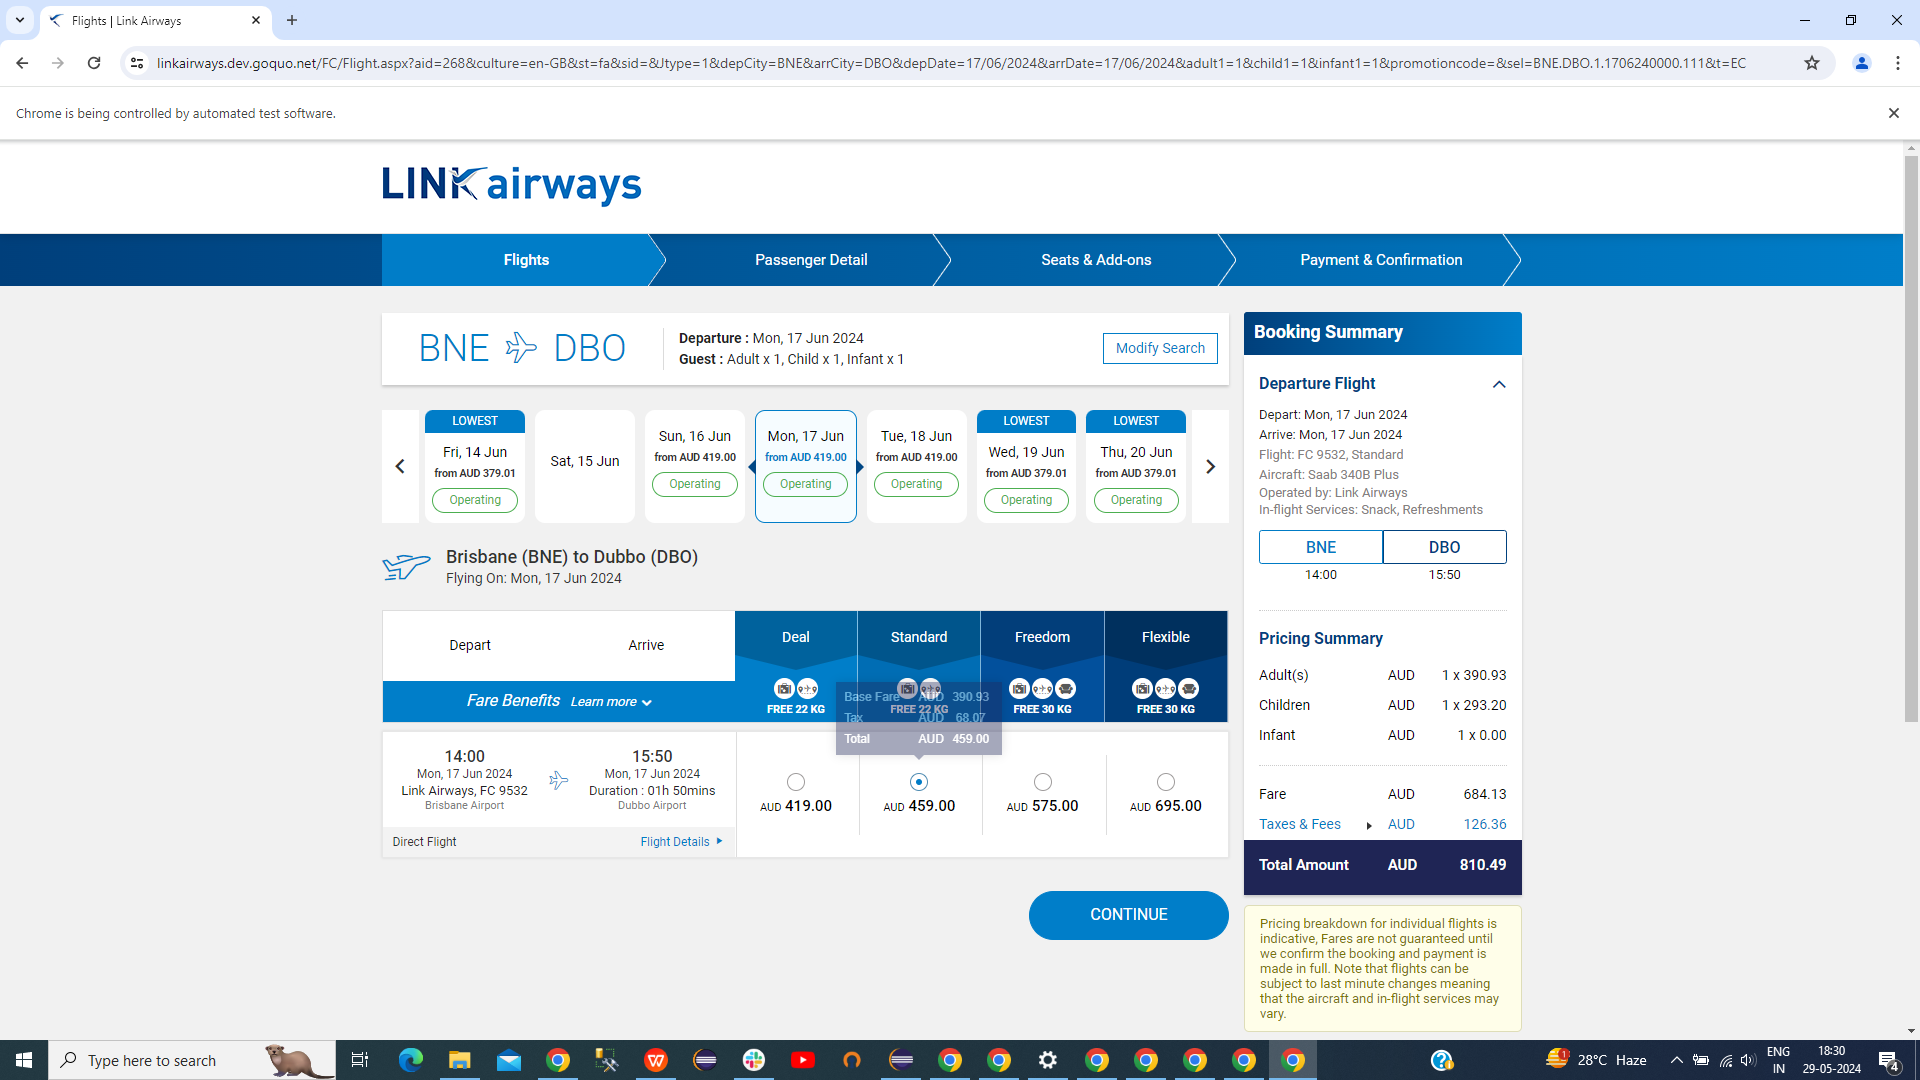 Flights | Link Airways
linkairways.dev.goquo.net/FC/Flight.aspx?aid=268&culture=en-GB&st=fa&sid=&Jtype=1&depCity=BNE&arrCity=DBO&depDate=17/06/2024&arrDate=17/06/2024&adult1=1&child1=1&infant1=1&promotioncode=&sel=BNE.DBO.1.1706240000.111&t=EC
Chrome is being controlled by automated test software.
LINK airways
Flights
Passenger Detail
Seats & Add-ons
Payment & Confirmation
BNE DBO
Departure : Mon, 17 Jun 2024
Guest : Adult x 1, Child x 1, Infant x 1
Modify Search
LOWEST
Fri, 14 Jun
from AUD 379.01
Operating
Sat, 15 Jun
Sun, 16 Jun
from AUD 419.00
Operating
Mon, 17 Jun
from AUD 419.00
Operating
Tue, 18 Jun
from AUD 419.00
Operating
LOWEST
Wed, 19 Jun
from AUD 379.01
Operating
LOWEST
Thu, 20 Jun
from AUD 379.01
Operating
Brisbane (BNE) to Dubbo (DBO)
Flying On: Mon, 17 Jun 2024
Depart
Arrive
Fare Benefits Learn more
Deal
FREE 22 KG
Standard
FREE 22 KG
Freedom
FREE 30 KG
Flexible
FREE 30 KG
Base Fare AUD 390.93
Tax AUD 68.07
Total AUD 459.00
14:00
Mon, 17 Jun 2024
Link Airways, FC 9532
Brisbane Airport
15:50
Mon, 17 Jun 2024
Duration : 01h 50mins
Dubbo Airport
Direct Flight
Flight Details
AUD 419.00
AUD 459.00
AUD 575.00
AUD 695.00
CONTINUE
Booking Summary
Departure Flight
Depart: Mon, 17 Jun 2024
Arrive: Mon, 17 Jun 2024
Flight: FC 9532, Standard
Aircraft: Saab 340B Plus
Operated by: Link Airways
In-flight Services: Snack, Refreshments
BNE DBO
14:00 15:50
Pricing Summary
Adult(s) AUD 1 x 390.93
Children AUD 1 x 293.20
Infant AUD 1 x 0.00
Fare AUD 684.13
Taxes & Fees AUD 126.36
Total Amount AUD 810.49
Pricing breakdown for individual flights is
indicative, Fares are not guaranteed until
we confirm the booking and payment is
made in full. Note that flights can be
subject to last minute changes meaning
that the aircraft and in-flight services may
vary.
Type here to search
1
28°C Haze
ENG
IN
18:30
29-05-2024
4